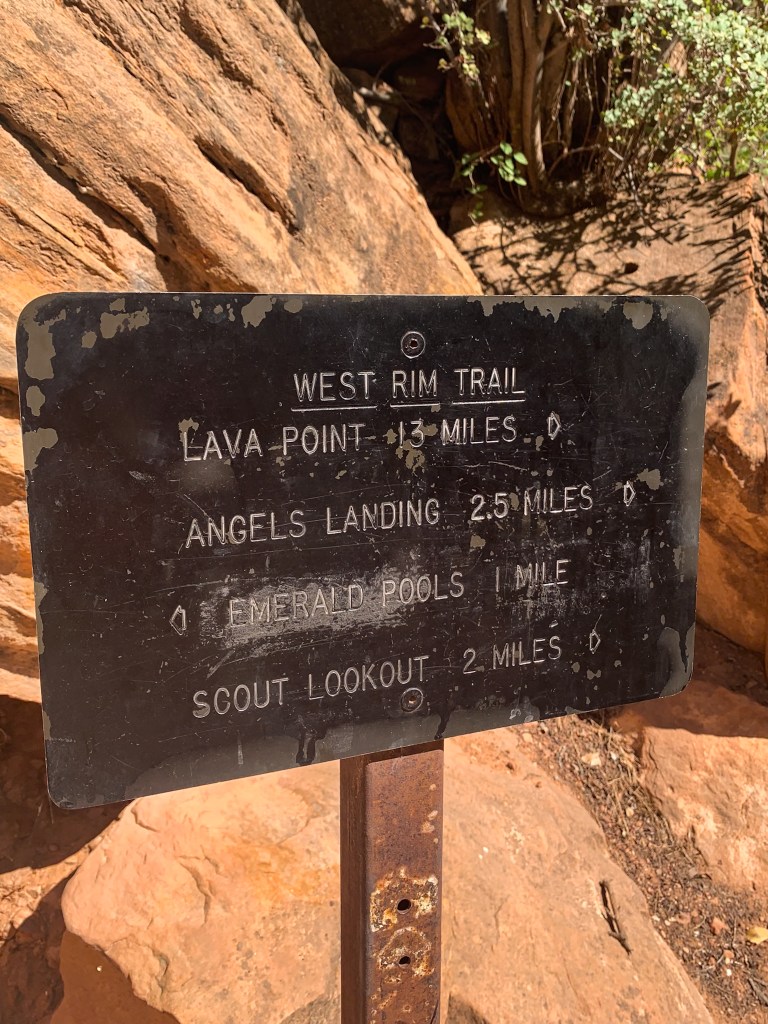 WEST RIM TRAIL
LAVA POINT 13 MILES
ANGELS LANDING 2.5 MILES
EMERALD POOLS 1 MILE
SCOUT LOOKOUT 2 MILES